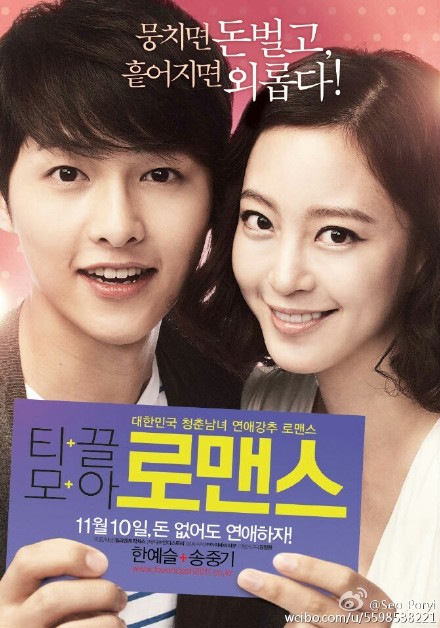 뭉치면 돈벌고,
흩어지면 외롭다!
대한민국 청춘남녀 연애강추 로맨스
티+끌
모+아
로맨스
11월 10일, 돈 없어도 연애하자!
한예슬+송중기
@Seo_Poryi
weibo.com/u/5598538221